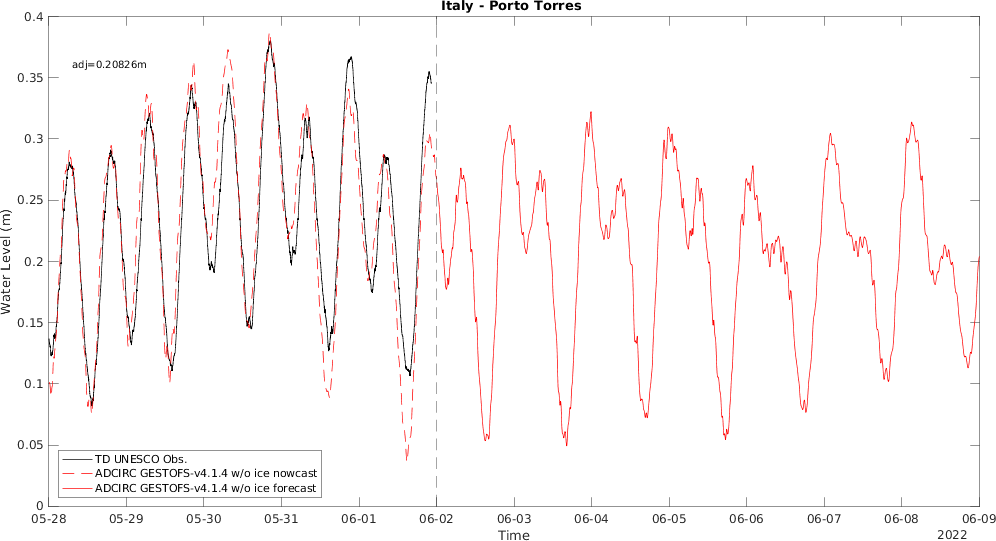 Italy - Porto Torres
adj=0.20826m
0.4
0.35
0.3
0.25
0.2
0.15
0.1
0.05
0
Water Level (m)
TD UNESCO Obs.
ADCIRC GESTOFS-v4.1.4 w/o ice nowcast
ADCIRC GESTOFS-v4.1.4 w/o ice forecast
05-28 05-29 05-30 05-31 06-01 06-02 06-03 06-04 06-05 06-06 06-07 06-08 06-09
Time
2022